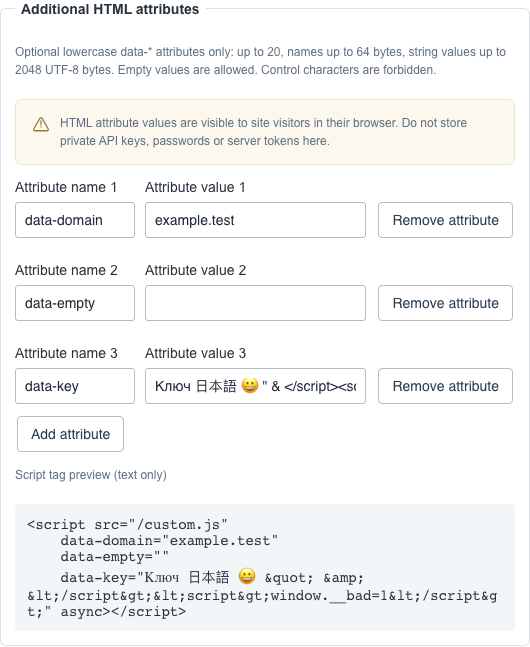 Additional HTML attributes
Optional lowercase data-* attributes only: up to 20, names up to 64 bytes, string values up to
2048 UTF-8 bytes. Empty values are allowed. Control characters are forbidden.
HTML attribute values are visible to site visitors in their browser. Do not store
private API keys, passwords or server tokens here.
Attribute name 1 Attribute value 1
data-domain example.test Remove attribute
Attribute name 2 Attribute value 2
data-empty Remove attribute
Attribute name 3 Attribute value 3
data-key Ключ 日本語 😀 " & </script><sc Remove attribute
Add attribute
Script tag preview (text only)
<script src="/custom.js"
data-domain="example.test"
data-empty=""
data-key="Ключ 日本語 😀 &quot; &amp;
&lt;/script&gt;&lt;script&gt;window.__bad=1&lt;/script&g
t;" async></script>